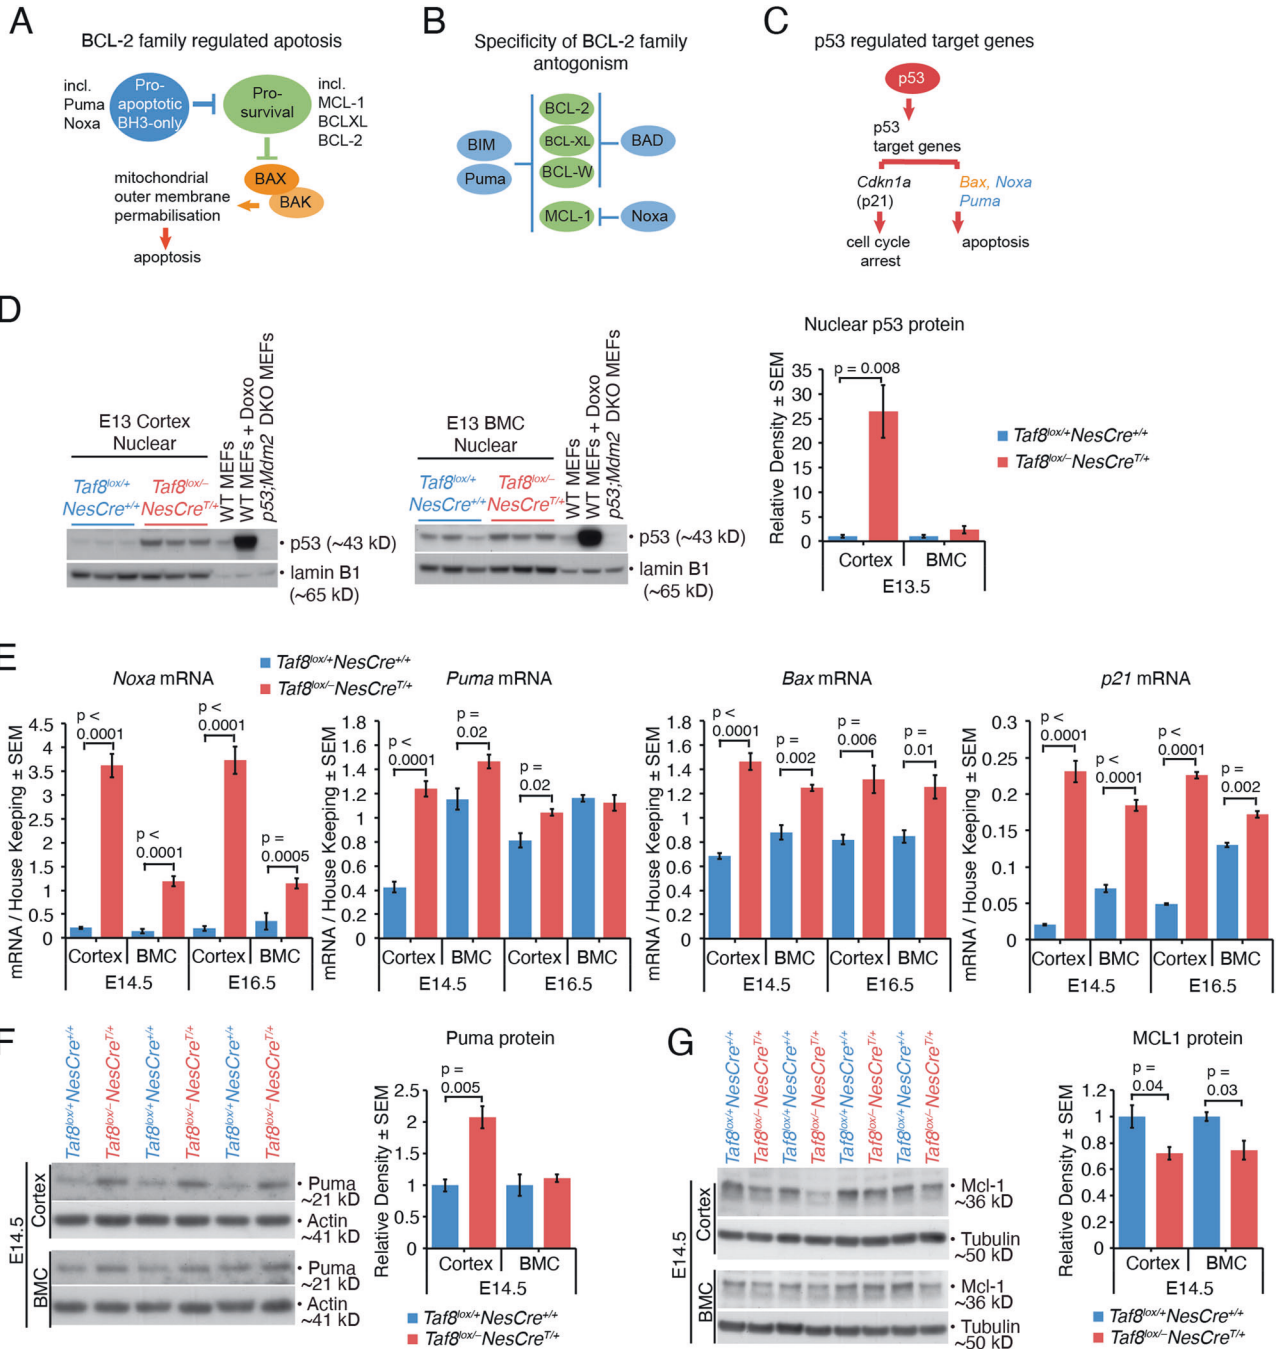 A
BCL-2 family regulated apotosis
incl.
Puma
Noxa
Pro-
apoptotic
BH3-only
Pro-
survival
incl.
MCL-1
BCLXL
BCL-2
BAX
BAK
mitochondrial
outer membrane
permabilisation
apoptosis
B
Specificity of BCL-2 family
antogonism
BIM
Puma
BCL-2
BCL-XL
BCL-W
MCL-1
BAD
Noxa
C
p53 regulated target genes
p53
p53
target genes
Cdkn1a
(p21)
Bax, Noxa
Puma
cell cycle
arrest
apoptosis
D
E13 Cortex
Nuclear
Taf8lox/+
NesCre+/+
Taf8lox/–
NesCreT/+
WT MEFs
WT MEFs + Doxo
p53;Mdm2 DKO MEFs
• p53 (~43 kD)
• lamin B1
(~65 kD)
E13 BMC
Nuclear
Taf8lox/+
NesCre+/+
Taf8lox/–
NesCreT/+
WT MEFs
WT MEFs + Doxo
p53;Mdm2 DKO MEFs
• p53 (~43 kD)
• lamin B1
(~65 kD)
Nuclear p53 protein
Relative Density ± SEM
35
30
25
20
15
10
5
0
p = 0.008
Cortex
BMC
E13.5
Taf8lox/+NesCre+/+
Taf8lox/–NesCreT/+
E
Taf8lox/+NesCre+/+
Taf8lox/–NesCreT/+
Noxa mRNA
mRNA / House Keeping ± SEM
4.5
4
3.5
3
2.5
2
1.5
1
0.5
0
p <
0.0001
p <
0.0001
p <
0.0001
p =
0.0005
Cortex
BMC
Cortex
BMC
E14.5
E16.5
Puma mRNA
mRNA / House Keeping ± SEM
1.8
1.6
1.4
1.2
1
0.8
0.6
0.4
0.2
0
p <
0.0001
p =
0.02
p =
0.02
Cortex
BMC
Cortex
BMC
E14.5
E16.5
Bax mRNA
mRNA / House Keeping ± SEM
1.8
1.6
1.4
1.2
1
0.8
0.6
0.4
0.2
0
p <
0.0001
p =
0.002
p =
0.006
p =
0.01
Cortex
BMC
Cortex
BMC
E14.5
E16.5
p21 mRNA
mRNA / House Keeping ± SEM
0.3
0.25
0.2
0.15
0.1
0.05
0
p <
0.0001
p <
0.0001
p <
0.0001
p =
0.002
Cortex
BMC
Cortex
BMC
E14.5
E16.5
F
Taf8lox/+NesCre+/+
Taf8lox/–NesCreT/+
Taf8lox/+NesCre+/+
Taf8lox/–NesCreT/+
Taf8lox/+NesCre+/+
Taf8lox/–NesCreT/+
E14.5
Cortex
BMC
• Puma
~21 kD
• Actin
~41 kD
• Puma
~21 kD
• Actin
~41 kD
Puma protein
Relative Density ± SEM
2.5
2
1.5
1
0.5
0
p =
0.005
Cortex
BMC
E14.5
Taf8lox/+NesCre+/+
Taf8lox/–NesCreT/+
G
Taf8lox/+NesCre+/+
Taf8lox/–NesCreT/+
Taf8lox/+NesCre+/+
Taf8lox/–NesCreT/+
Taf8lox/+NesCre+/+
Taf8lox/–NesCreT/+
Taf8lox/+NesCre+/+
Taf8lox/–NesCreT/+
E14.5
Cortex
BMC
• Mcl-1
~36 kD
• Tubulin
~50 kD
• Mcl-1
~36 kD
• Tubulin
~50 kD
MCL1 protein
Relative Density ± SEM
1.2
1
0.8
0.6
0.4
0.2
0
p =
0.04
p =
0.03
Cortex
BMC
E14.5
Taf8lox/+NesCre+/+
Taf8lox/–NesCreT/+